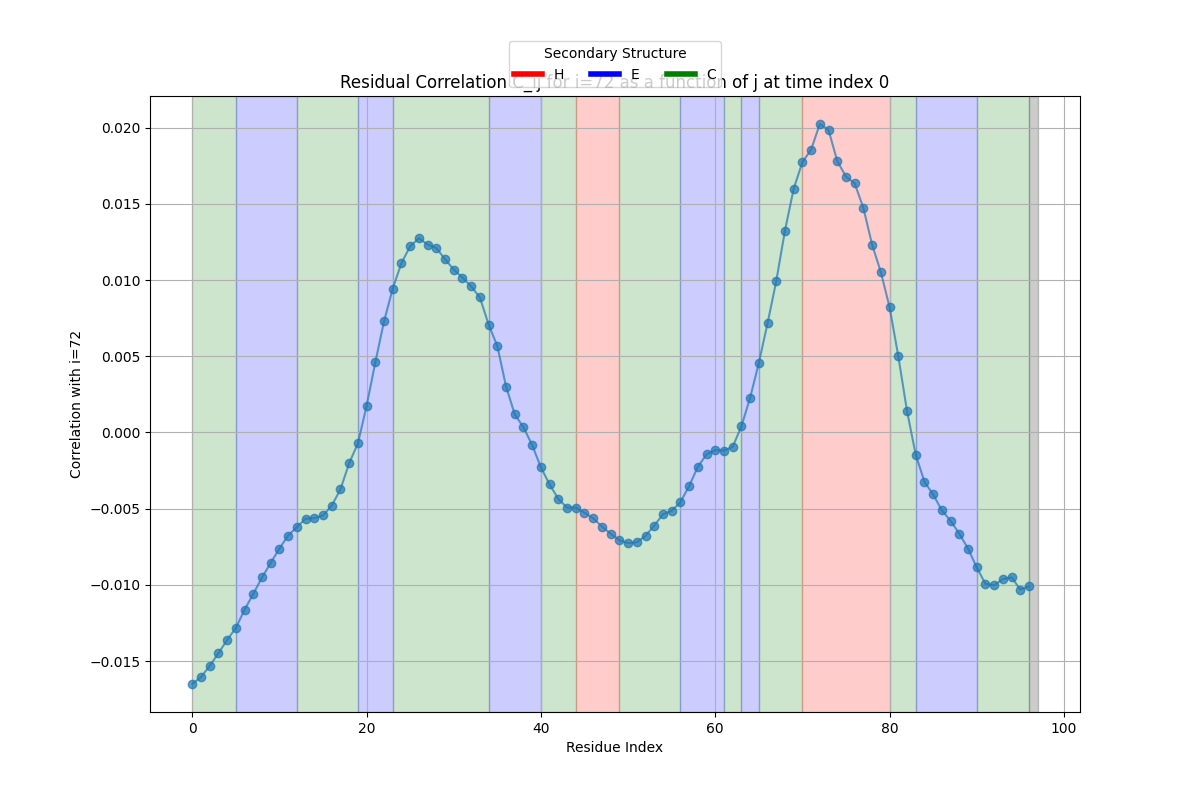 Secondary Structure
H E C
Residual Correlation C_ij for i=72 as a function of j at time index 0
0.020
0.015
0.010
0.005
0.000
−0.005
−0.010
−0.015
Correlation with i=72
0 20 40 60 80 100
Residue Index